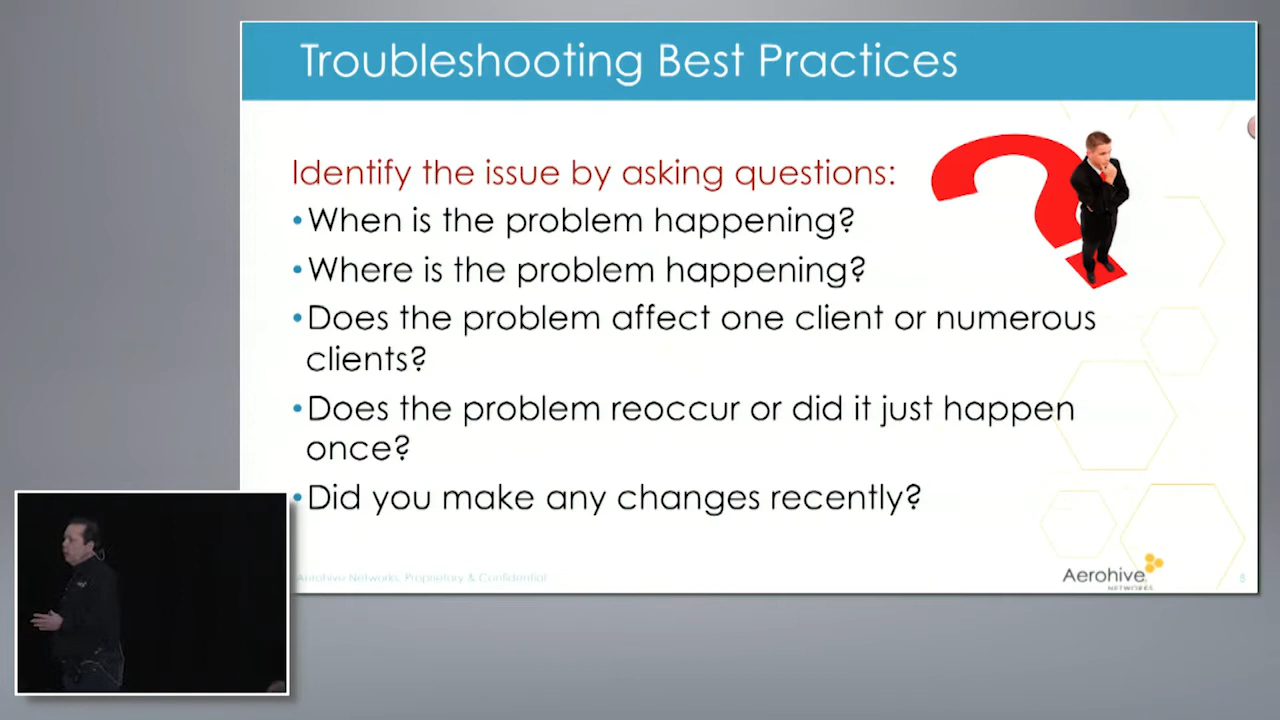 Troubleshooting Best Practices
Identify the issue by asking questions:
•When is the problem happening?
•Where is the problem happening?
•Does the problem affect one client or numerous
clients?
•Does the problem reoccur or did it just happen
once?
•Did you make any changes recently?
Aerohive Networks, Proprietary & Confidential
Aerohive
NETWORKS
8